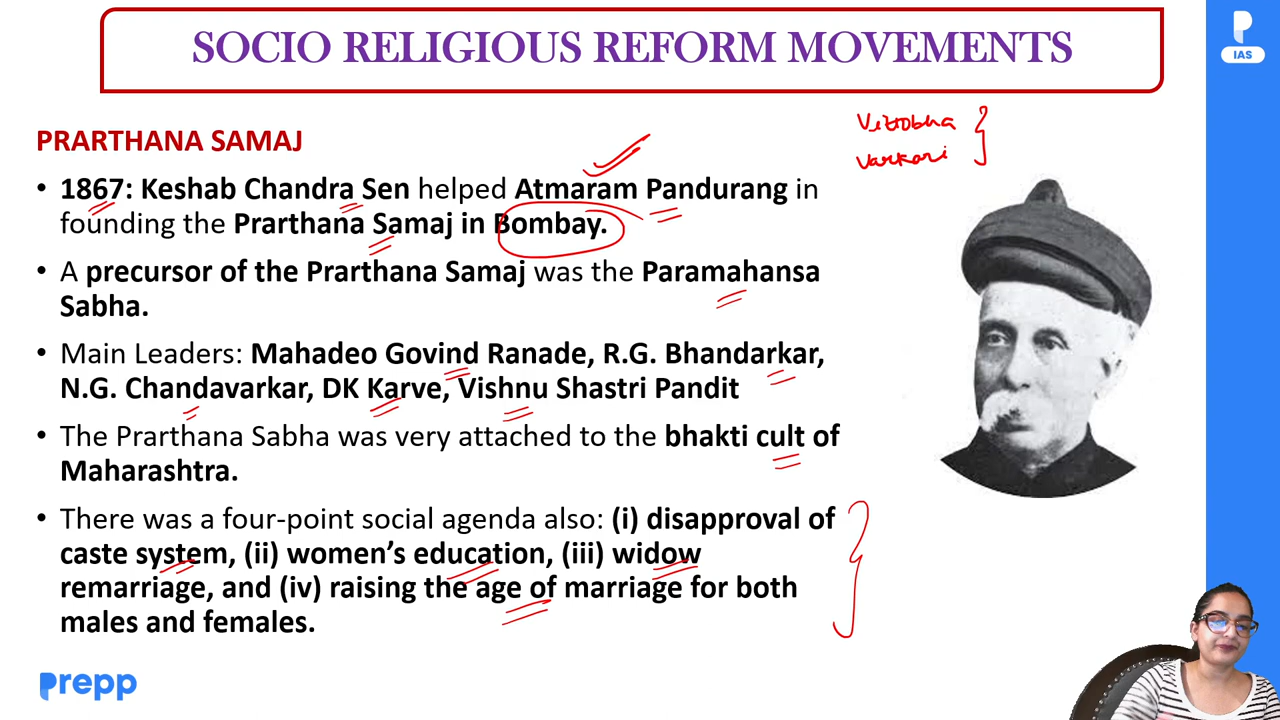 SOCIO RELIGIOUS REFORM MOVEMENTS
P
IAS
Vitobha
Varkari
PRARTHANA SAMAJ
• 1867: Keshab Chandra Sen helped Atmaram Pandurang in
founding the Prarthana Samaj in Bombay.
• A precursor of the Prarthana Samaj was the Paramahansa
Sabha.
• Main Leaders: Mahadeo Govind Ranade, R.G. Bhandarkar,
N.G. Chandavarkar, DK Karve, Vishnu Shastri Pandit
• The Prarthana Sabha was very attached to the bhakti cult of
Maharashtra.
• There was a four-point social agenda also: (i) disapproval of
caste system, (ii) women’s education, (iii) widow
remarriage, and (iv) raising the age of marriage for both
males and females.
prepp